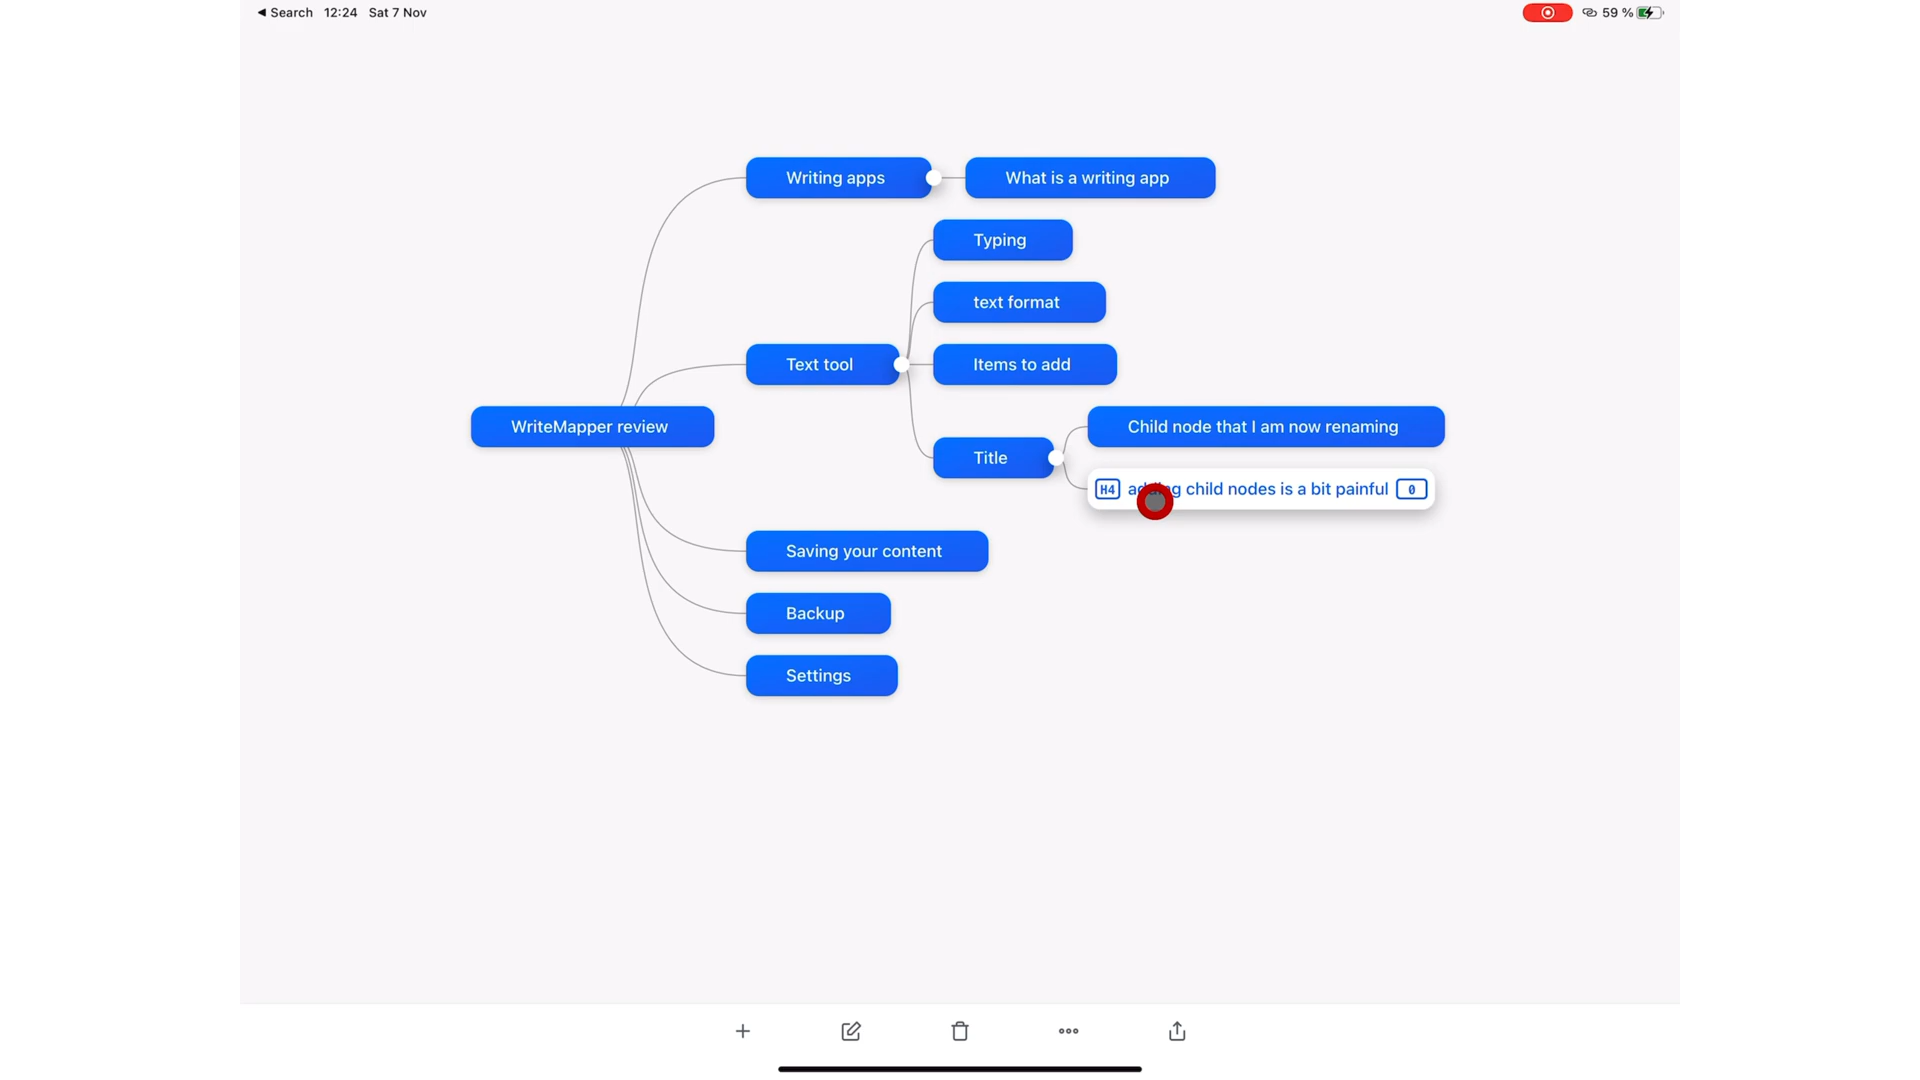 Search 12:24 Sat 7 Nov
59 %
Writing apps
What is a writing app
Typing
text format
Text tool
Items to add
WriteMapper review
Child node that I am now renaming
Title
H4 adding child nodes is a bit painful 0
Saving your content
Backup
Settings